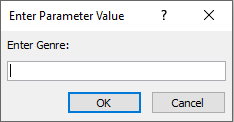 Enter Parameter Value ? ×
Enter Genre:
OK Cancel